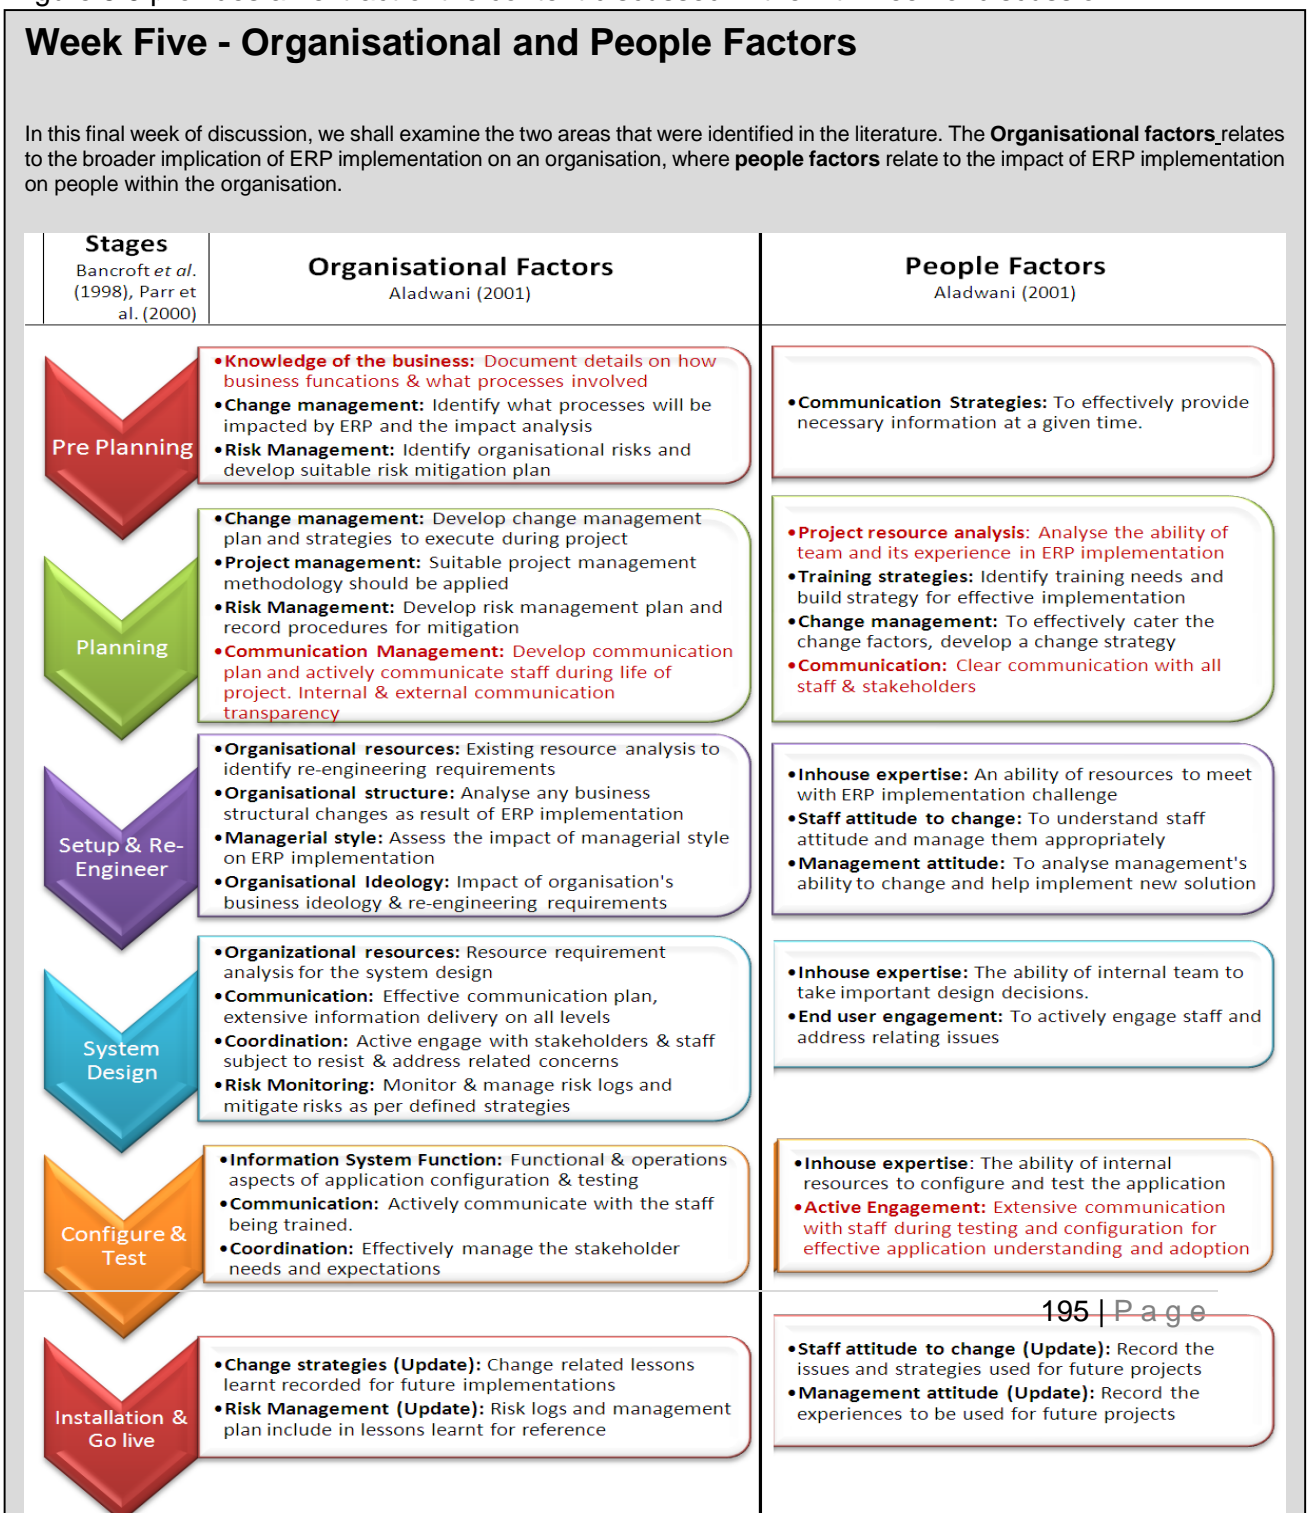 Week Five - Organisational and People Factors
In this final week of discussion, we shall examine the two areas that were identified in the literature. The Organisational factors relates
to the broader implication of ERP implementation on an organisation, where people factors relate to the impact of ERP implementation
on people within the organisation.
Stages
Bancroft et al.
(1998), Parr et
al. (2000)
Organisational Factors
Aladwani (2001)
People Factors
Aladwani (2001)
Pre Planning
•Knowledge of the business: Document details on how
business funcations & what processes involved
•Change management: Identify what processes will be
impacted by ERP and the impact analysis
•Risk Management: Identify organisational risks and
develop suitable risk mitigation plan
•Communication Strategies: To effectively provide
necessary information at a given time.
Planning
•Change management: Develop change management
plan and strategies to execute during project
•Project management: Suitable project management
methodology should be applied
•Risk Management: Develop risk management plan and
record procedures for mitigation
•Communication Management: Develop communication
plan and actively communicate staff during life of
project. Internal & external communication
transparency
•Project resource analysis: Analyse the ability of
team and its experience in ERP implementation
•Training strategies: Identify training needs and
build strategy for effective implementation
•Change management: To effectively cater the
change factors, develop a change strategy
•Communication: Clear communication with all
staff & stakeholders
Setup & Re-
Engineer
•Organisational resources: Existing resource analysis to
identify re-engineering requirements
•Organisational structure: Analyse any business
structural changes as result of ERP implementation
•Managerial style: Assess the impact of managerial style
on ERP implementation
•Organisational Ideology: Impact of organisation's
business ideology & re-engineering requirements
•Inhouse expertise: An ability of resources to meet
with ERP implementation challenge
•Staff attitude to change: To understand staff
attitude and manage them appropriately
•Management attitude: To analyse management's
ability to change and help implement new solution
System
Design
•Organizational resources: Resource requirement
analysis for the system design
•Communication: Effective communication plan,
extensive information delivery on all levels
•Coordination: Active engage with stakeholders & staff
subject to resist & address related concerns
•Risk Monitoring: Monitor & manage risk logs and
mitigate risks as per defined strategies
•Inhouse expertise: The ability of internal team to
take important design decisions.
•End user engagement: To actively engage staff and
address relating issues
Configure &
Test
•Information System Function: Functional & operations
aspects of application configuration & testing
•Communication: Actively communicate with the staff
being trained.
•Coordination: Effectively manage the stakeholder
needs and expectations
•Inhouse expertise: The ability of internal
resources to configure and test the application
•Active Engagement: Extensive communication
with staff during testing and configuration for
effective application understanding and adoption
195 | Page
Installation &
Go live
•Change strategies (Update): Change related lessons
learnt recorded for future implementations
•Risk Management (Update): Risk logs and management
plan include in lessons learnt for reference
•Staff attitude to change (Update): Record the
issues and strategies used for future projects
•Management attitude (Update): Record the
experiences to be used for future projects